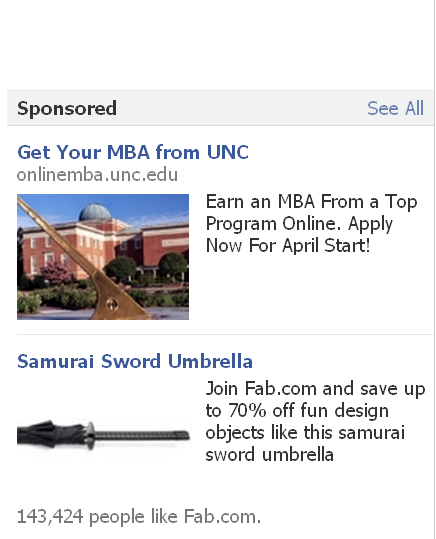 Sponsored
See All
Get Your MBA from UNC
onlinemba.unc.edu
Earn an MBA From a Top
Program Online. Apply
Now For April Start!
Samurai Sword Umbrella
Join Fab.com and save up
to 70% off fun design
objects like this samurai
sword umbrella
143,424 people like Fab.com.